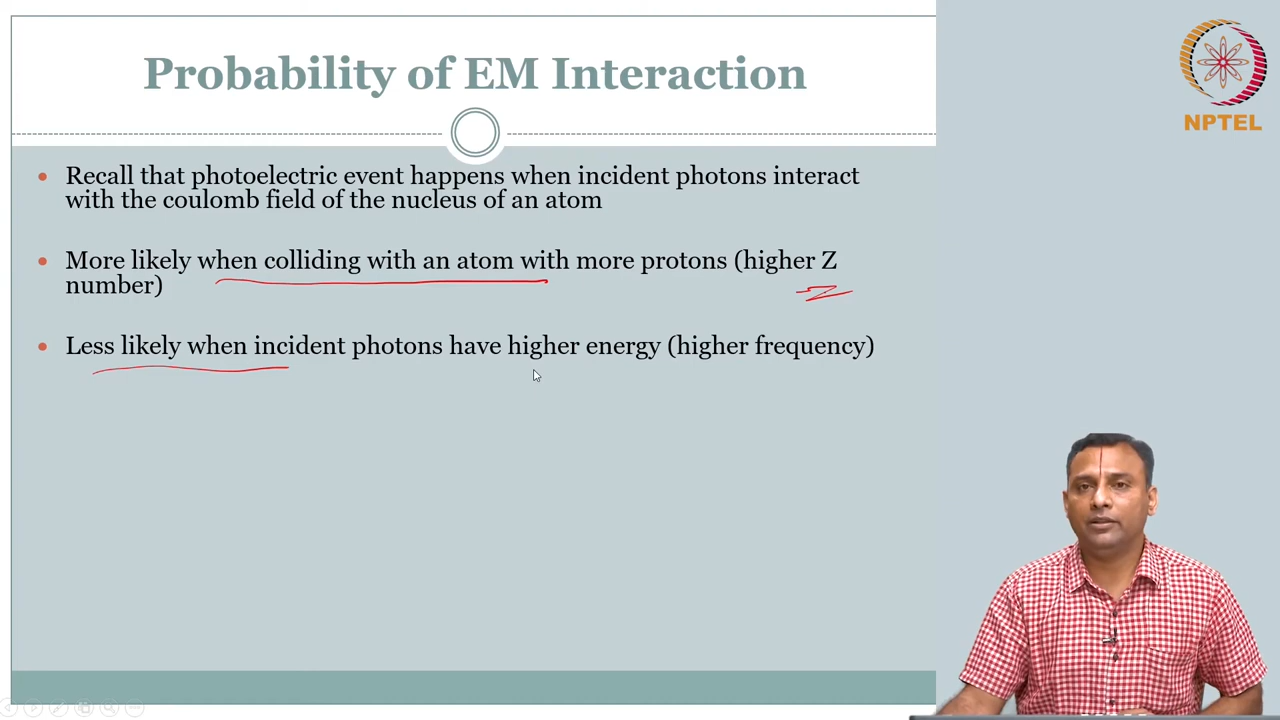 Probability of EM Interaction
NPTEL
Recall that photoelectric event happens when incident photons interact
with the coulomb field of the nucleus of an atom
More likely when colliding with an atom with more protons (higher Z
number)
Z
Less likely when incident photons have higher energy (higher frequency)